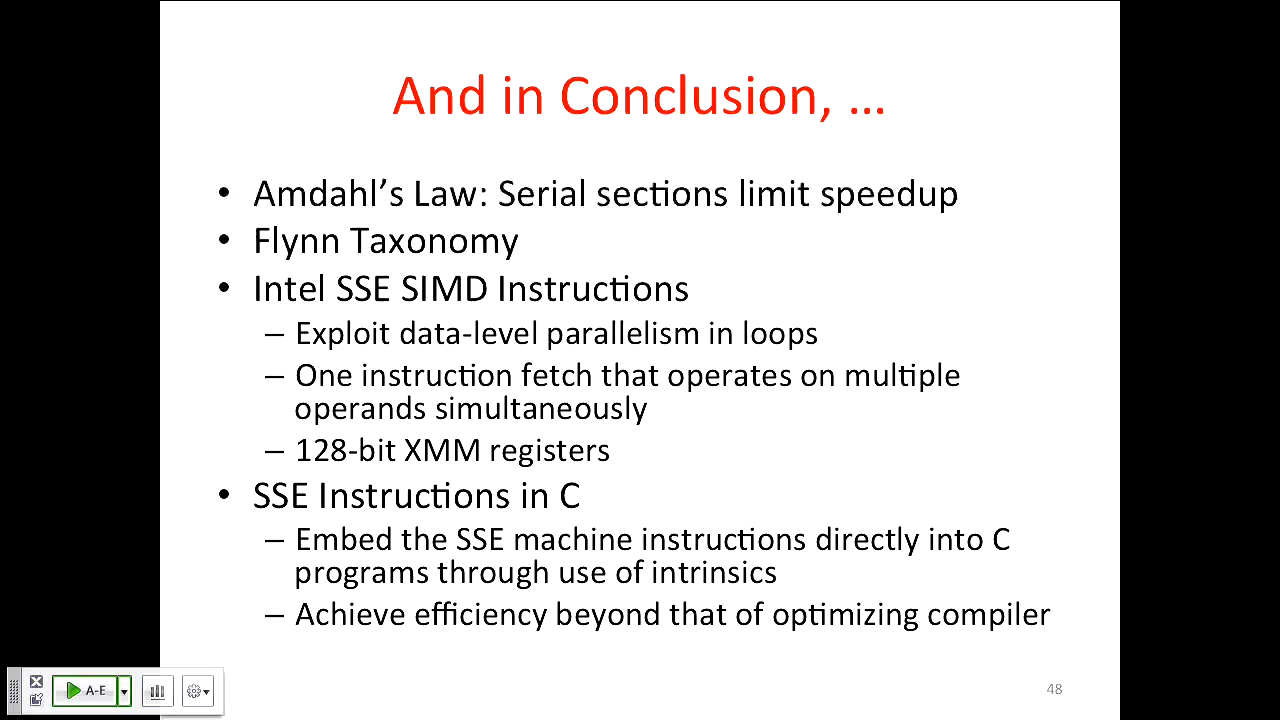 And in Conclusion, …
• Amdahl’s Law: Serial sections limit speedup
• Flynn Taxonomy
• Intel SSE SIMD Instructions
– Exploit data-level parallelism in loops
– One instruction fetch that operates on multiple
operands simultaneously
– 128-bit XMM registers
• SSE Instructions in C
– Embed the SSE machine instructions directly into C
programs through use of intrinsics
– Achieve efficiency beyond that of optimizing compiler
A-E
48